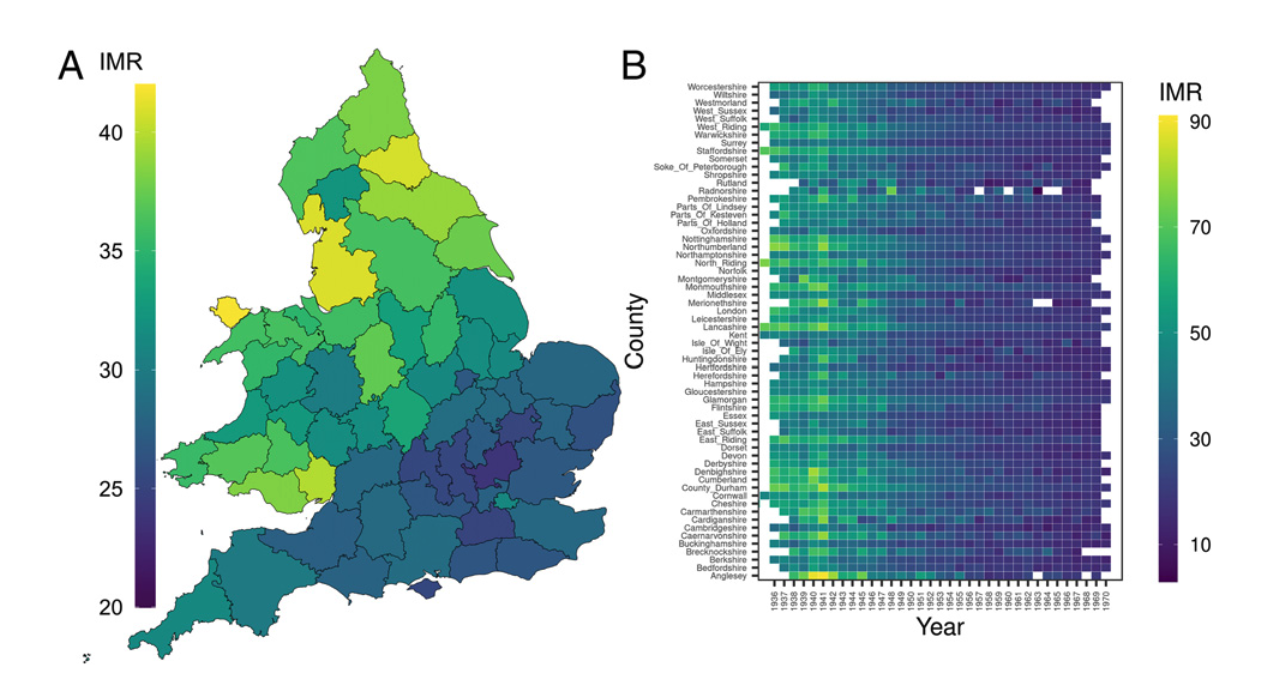 A
IMR
40
35
30
25
20
B
Worcestershire
Wiltshire
Westmorland
West_Sussex
West_Suffolk
West_Riding
Warwickshire
Surrey
Staffordshire
Somerset
Soke_Of_Peterborough
Shropshire
Rutland
Radnorshire
Pembrokeshire
Parts_Of_Lindsey
Parts_Of_Kesteven
Parts_Of_Holland
Oxfordshire
Nottinghamshire
Northumberland
Northamptonshire
North_Riding
Norfolk
Montgomeryshire
Monmouthshire
Middlesex
Merionethshire
London
Leicestershire
Lancashire
Kent
Isle_Of_Wight
Isle_Of_Ely
Huntingdonshire
Hertfordshire
Herefordshire
Hampshire
Gloucestershire
Glamorgan
Flintshire
Essex
East_Sussex
East_Suffolk
East_Riding
Dorset
Devon
Derbyshire
Denbighshire
Cumberland
County_Durham
Cornwall
Cheshire
Carmarthenshire
Cardiganshire
Cambridgeshire
Caernarvonshire
Buckinghamshire
Brecknockshire
Berkshire
Bedfordshire
Anglesey
County
1936
1937
1938
1939
1940
1941
1942
1943
1944
1945
1946
1947
1948
1949
1950
1951
1952
1953
1954
1955
1956
1957
1958
1959
1960
1961
1962
1963
1964
1965
1966
1967
1968
1969
1970
Year
IMR
90
70
50
30
10